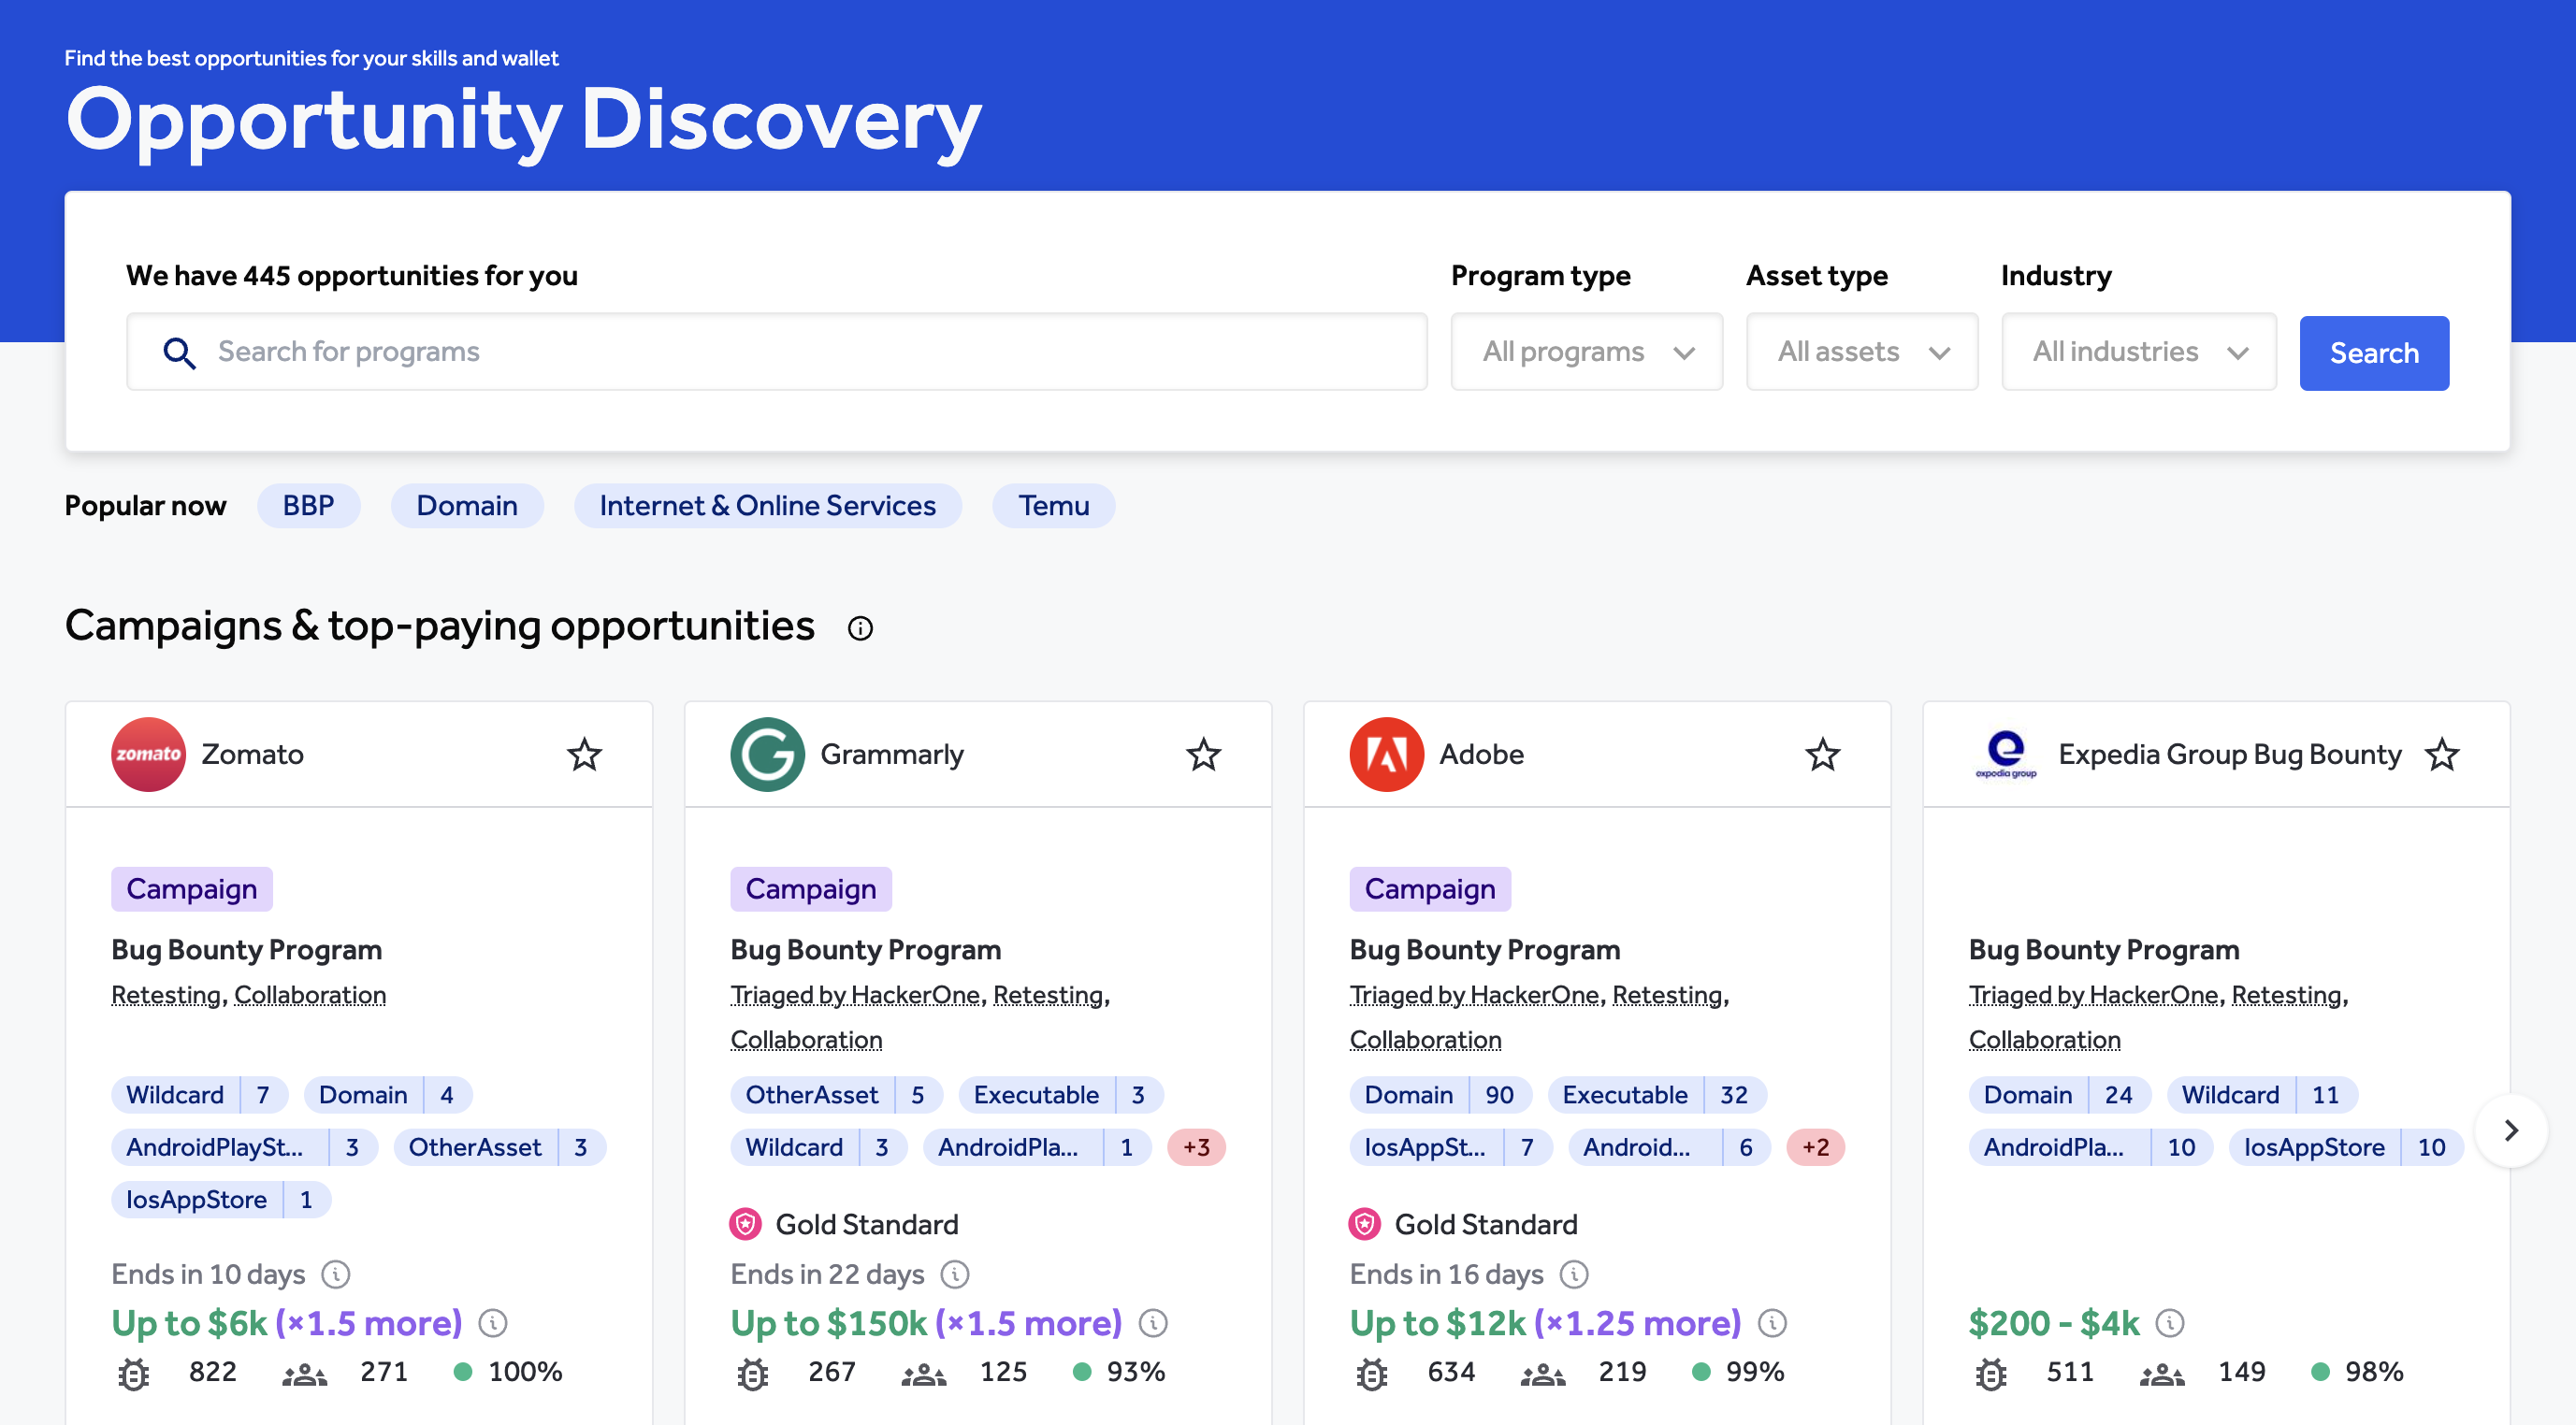 Find the best opportunities for your skills and wallet
Opportunity Discovery
We have 445 opportunities for you
Program type
Asset type
Industry
Search for programs
All programs
All assets
All industries
Search
Popular now
BBP
Domain
Internet & Online Services
Temu
Campaigns & top-paying opportunities
zomato
Zomato
Campaign
Bug Bounty Program
Retesting, Collaboration
Wildcard 7 Domain 4
AndroidPlaySt... 3 OtherAsset 3
IosAppStore 1
Ends in 10 days
Up to $6k (×1.5 more)
822 271 100%
Grammarly
Campaign
Bug Bounty Program
Triaged by HackerOne, Retesting,
Collaboration
OtherAsset 5 Executable 3
Wildcard 3 AndroidPla... 1 +3
Gold Standard
Ends in 22 days
Up to $150k (×1.5 more)
267 125 93%
Adobe
Campaign
Bug Bounty Program
Triaged by HackerOne, Retesting,
Collaboration
Domain 90 Executable 32
IosAppSt... 7 Android... 6 +2
Gold Standard
Ends in 16 days
Up to $12k (×1.25 more)
634 219 99%
expedia group
Expedia Group Bug Bounty
Bug Bounty Program
Triaged by HackerOne, Retesting,
Collaboration
Domain 24 Wildcard 11
AndroidPla... 10 IosAppStore 10
$200 - $4k
511 149 98%